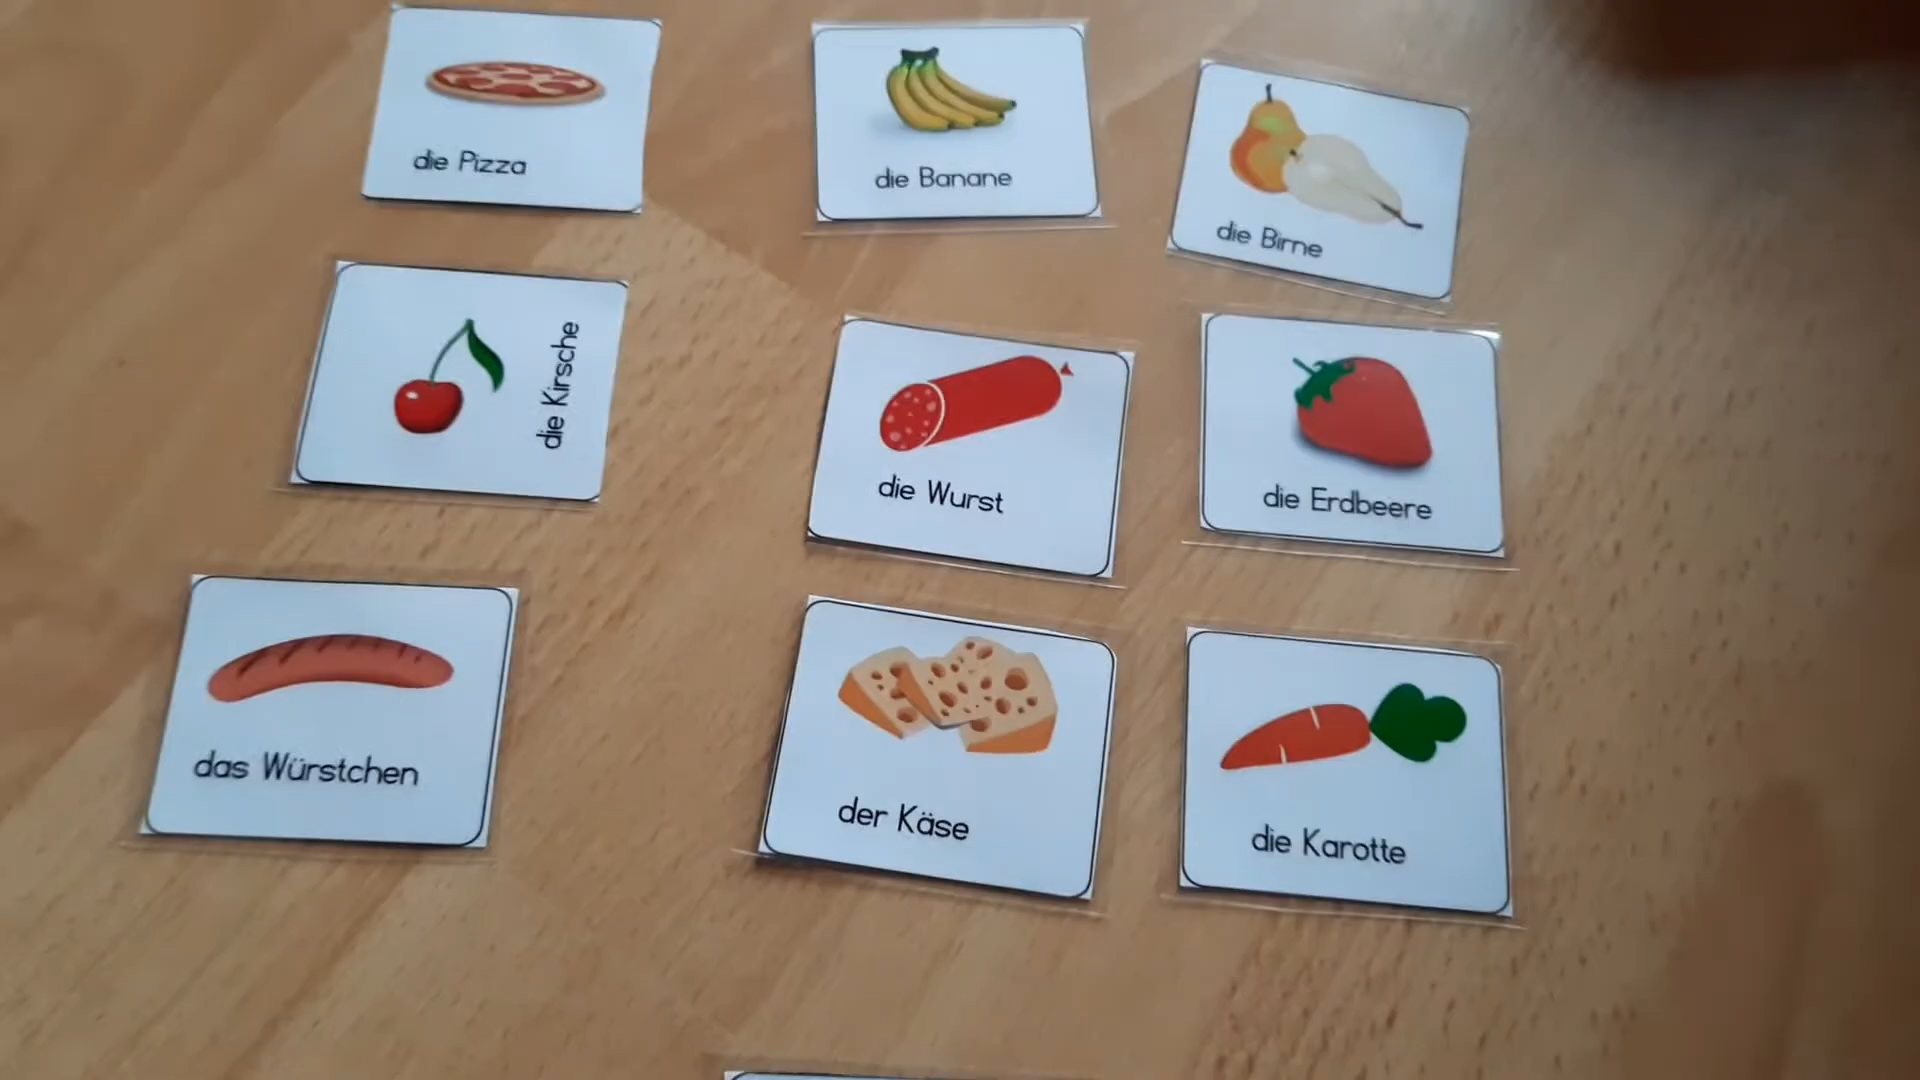 die Pizza
die Banane
die Birne
die Kirsche
die Wurst
die Erdbeere
das Würstchen
der Käse
die Karotte